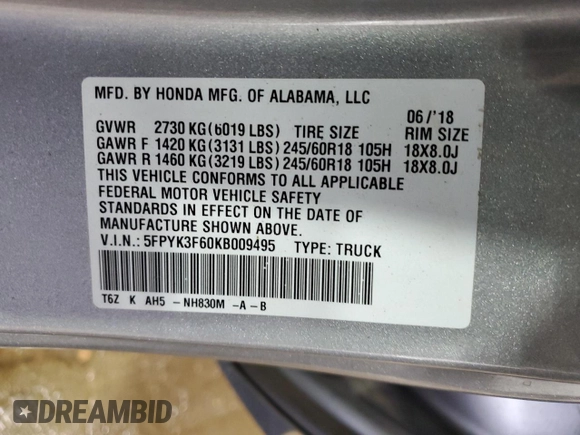 MFD. BY HONDA MFG. OF ALABAMA, LLC
06/'18
GVWR 2730 KG(6019 LBS) TIRE SIZE RIM SIZE
GAWR F 1420 KG(3131 LBS) 245/60R18 105H 18X8.0J
GAWR R 1460 KG(3219 LBS) 245/60R18 105H 18X8.0J
THIS VEHICLE CONFORMS TO ALL APPLICABLE
FEDERAL MOTOR VEHICLE SAFETY
STANDARDS IN EFFECT ON THE DATE OF
MANUFACTURE SHOWN ABOVE.
V.I.N.: 5FPYK3F60KB009495 TYPE: TRUCK
T6Z K AH5 -NH830M -A-B
DREAMBID